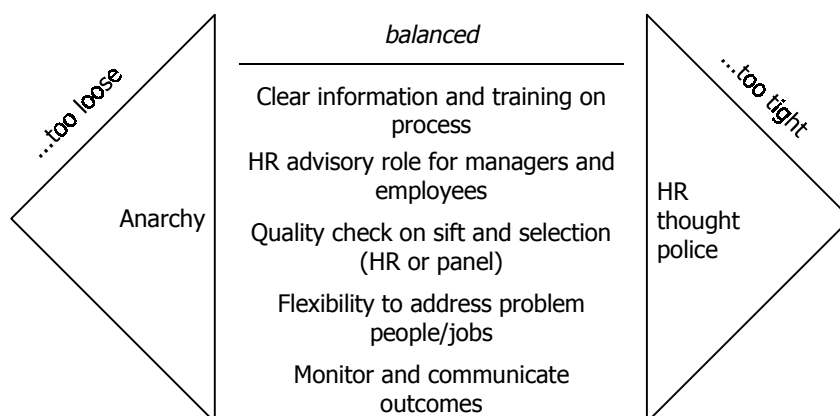 ...too loose
Anarchy
balanced
Clear information and training on
process
HR advisory role for managers and
employees
Quality check on sift and selection
(HR or panel)
Flexibility to address problem
people/jobs
Monitor and communicate
outcomes
...too tight
HR
thought
police